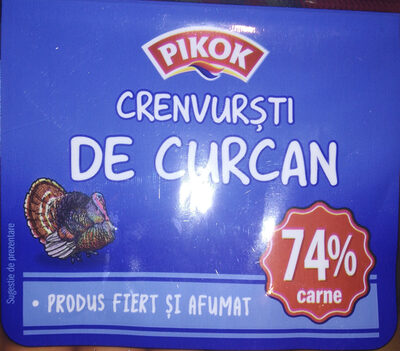 PIKOK
CRENVURȘTI
DE CURCAN
74%
carne
• PRODUS FIERT ȘI AFUMAT
Sugestie de prezentare